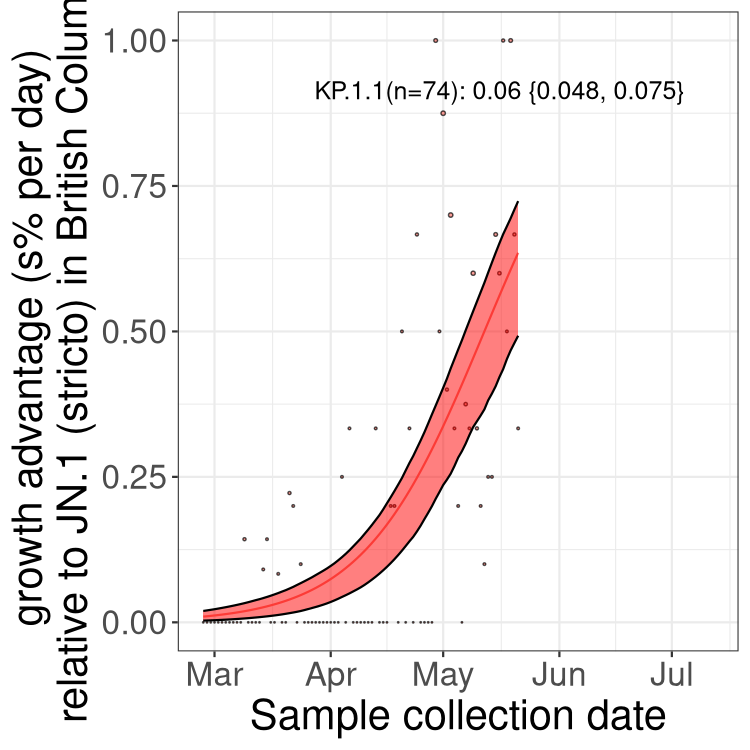 growth advantage (s% per day)
relative to JN.1 (stricto) in British Colum
1.00
0.75
0.50
0.25
0.00
KP.1.1(n=74): 0.06 {0.048, 0.075}
Mar Apr May Jun Jul
Sample collection date